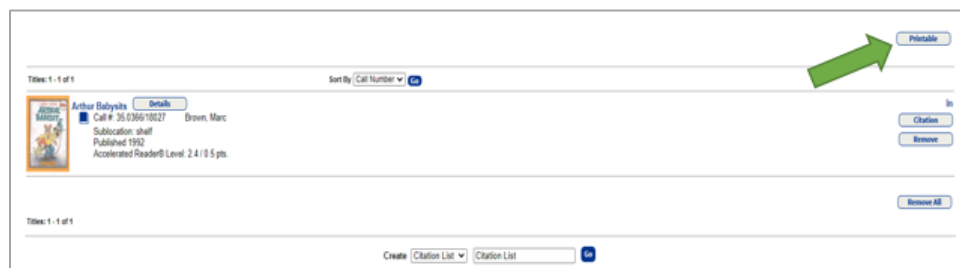 Printable
Titles: 1 - 1 of 1 Sort By Call Number Go
Arthur Babysits Details In
Call #: 35.0366/18027 Brown, Marc Citation
Sublocation: shelf
Published 1992 Remove
Accelerated Reader® Level: 2.4 / 0.5 pts.
Remove All
Titles: 1 - 1 of 1
Create Citation List Citation List Go